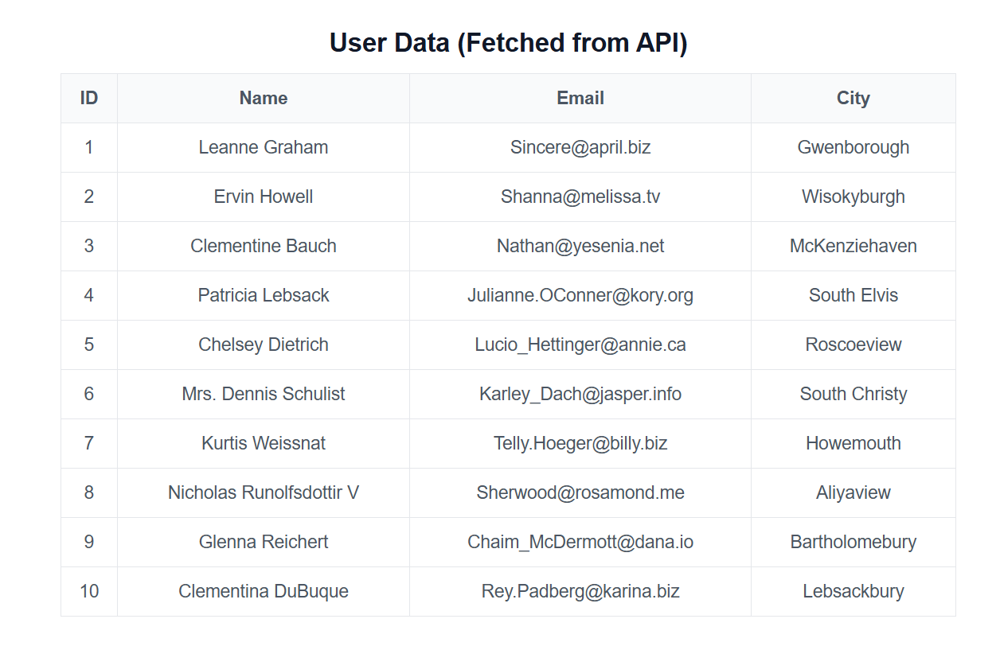 User Data (Fetched from API)
ID Name Email City
1 Leanne Graham Sincere@april.biz Gwenborough
2 Ervin Howell Shanna@melissa.tv Wisokyburgh
3 Clementine Bauch Nathan@yesenia.net McKenziehaven
4 Patricia Lebsack Julianne.OConner@kory.org South Elvis
5 Chelsey Dietrich Lucio_Hettinger@annie.ca Roscoeview
6 Mrs. Dennis Schulist Karley_Dach@jasper.info South Christy
7 Kurtis Weissnat Telly.Hoeger@billy.biz Howemouth
8 Nicholas Runolfsdottir V Sherwood@rosamond.me Aliyaview
9 Glenna Reichert Chaim_McDermott@dana.io Bartholomebury
10 Clementina DuBuque Rey.Padberg@karina.biz Lebsackbury